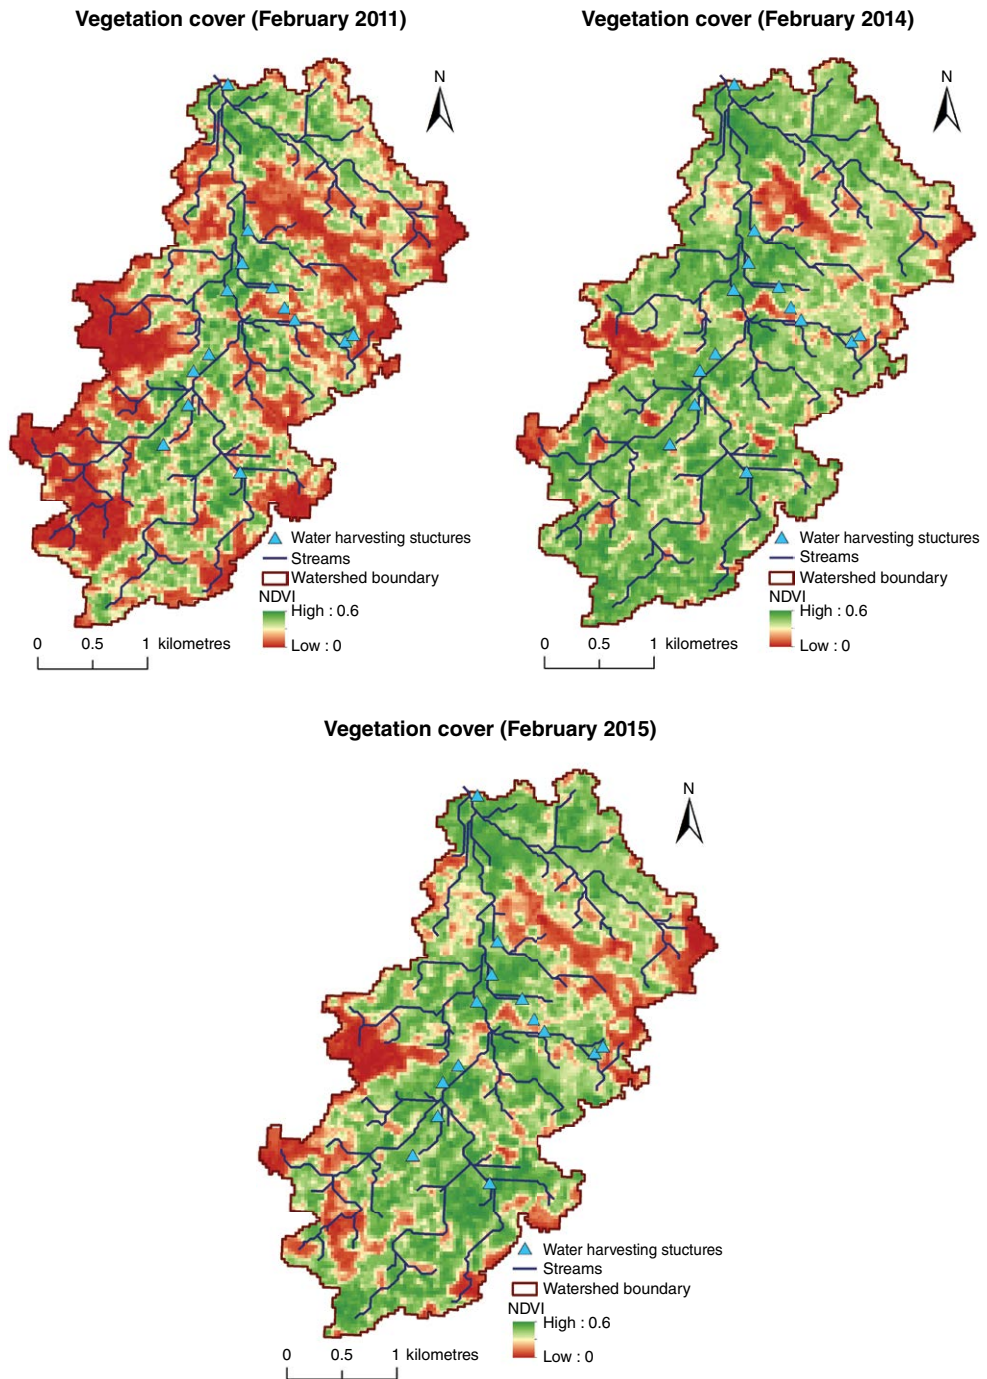 Vegetation cover (February 2011)
N
Water harvesting stuctures
Streams
Watershed boundary
NDVI
High : 0.6
Low : 0
0 0.5 1 kilometres
Vegetation cover (February 2014)
N
Water harvesting stuctures
Streams
Watershed boundary
NDVI
High : 0.6
Low : 0
0 0.5 1 kilometres
Vegetation cover (February 2015)
N
Water harvesting stuctures
Streams
Watershed boundary
NDVI
High : 0.6
Low : 0
0 0.5 1 kilometres